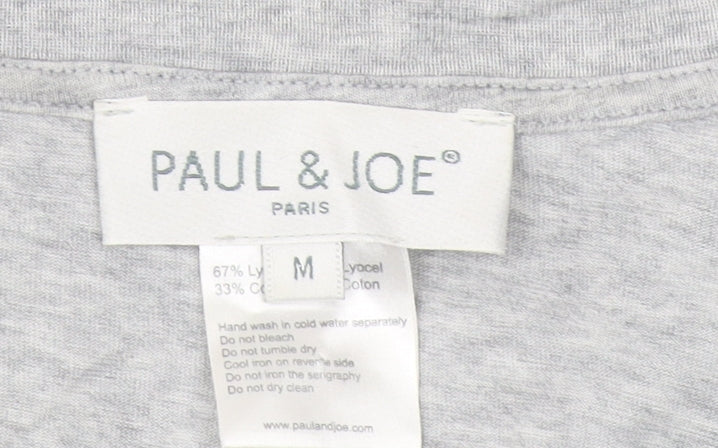 PAUL & JOE®
PARIS
M
67% Ly yocel
33% Co Coton
Hand wash in cold water separately
Do not bleach
Do not tumble dry
Cool iron on reverse side
Do not iron the serigraphy
Do not dry clean
www.paulandjoe.com